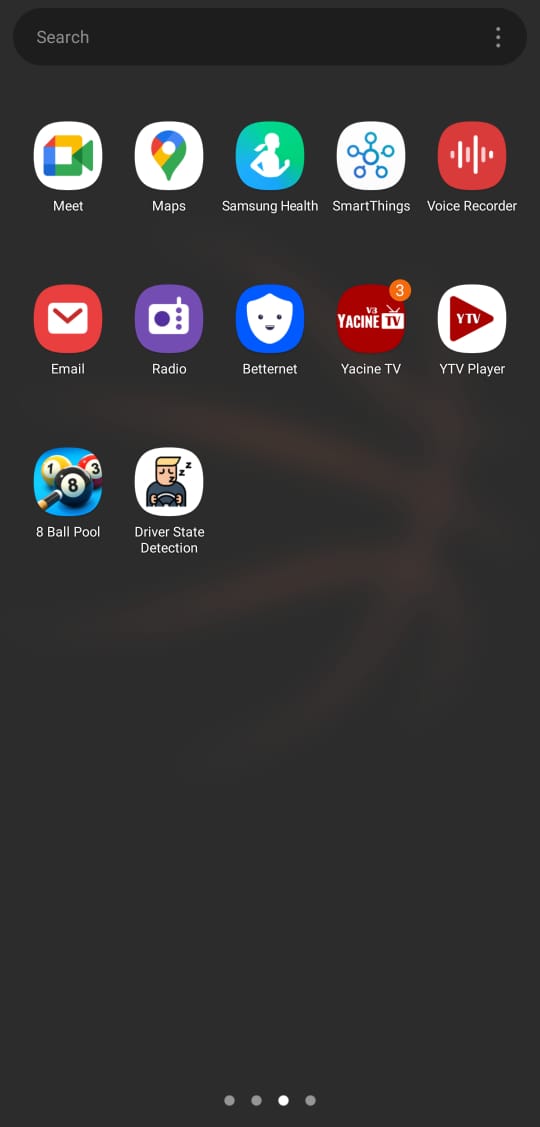 Search
Meet
Maps
Samsung Health
SmartThings
Voice Recorder
3
V3
YACINE TV
YTV
Email
Radio
Betternet
Yacine TV
YTV Player
1
3
8
z z z
8 Ball Pool
Driver State
Detection